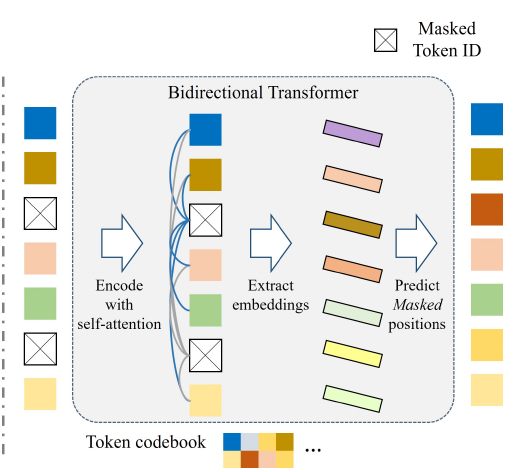 Masked
Token ID
Bidirectional Transformer
Encode
with
self-attention
Extract
embeddings
Predict
Masked
positions
Token codebook
...